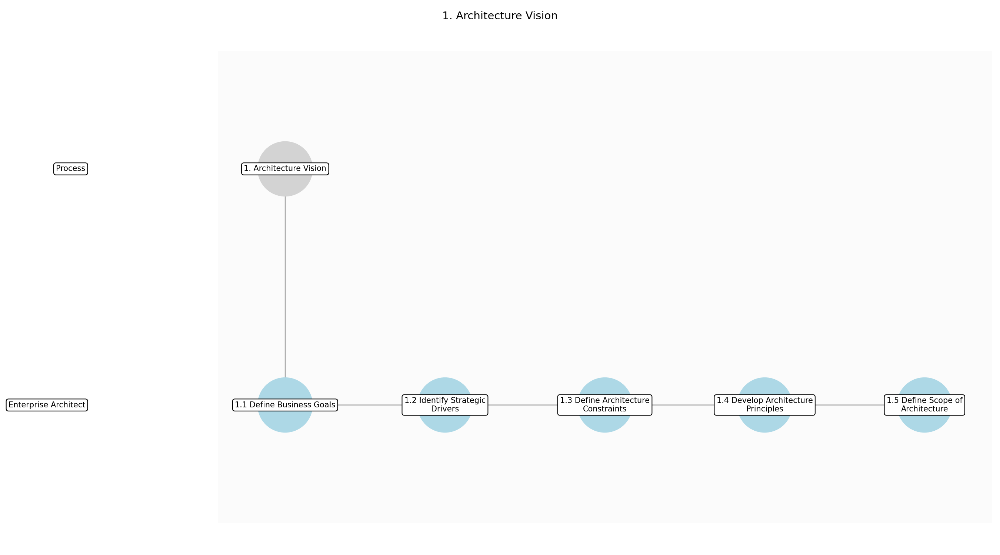 1. Architecture Vision
Process
1. Architecture Vision
Enterprise Architect
1.1 Define Business Goals
1.2 Identify Strategic
Drivers
1.3 Define Architecture
Constraints
1.4 Develop Architecture
Principles
1.5 Define Scope of
Architecture